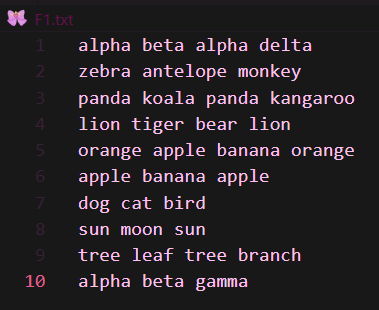 F1.txt
1 alpha beta alpha delta
2 zebra antelope monkey
3 panda koala panda kangaroo
4 lion tiger bear lion
5 orange apple banana orange
6 apple banana apple
7 dog cat bird
8 sun moon sun
9 tree leaf tree branch
10 alpha beta gamma